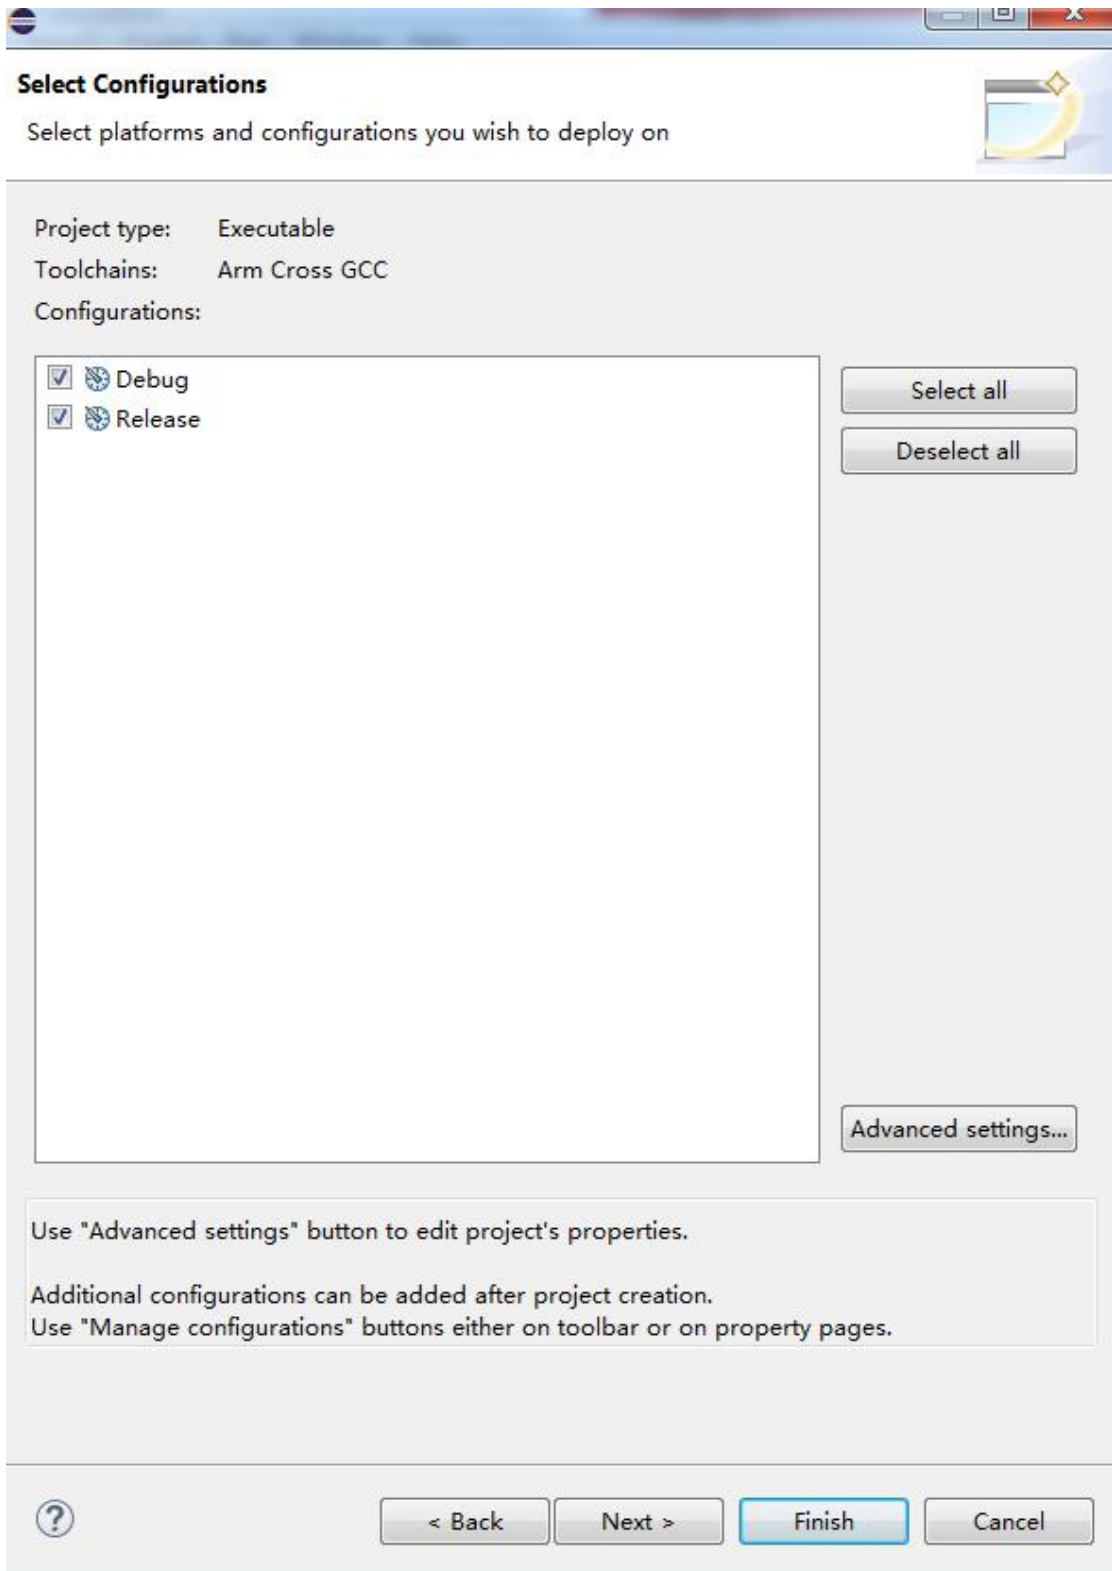 Select Configurations
Select platforms and configurations you wish to deploy on
Project type: Executable
Toolchains: Arm Cross GCC
Configurations:
Debug
Release
Select all
Deselect all
Advanced settings...
Use "Advanced settings" button to edit project's properties.
Additional configurations can be added after project creation.
Use "Manage configurations" buttons either on toolbar or on property pages.
< Back
Next >
Finish
Cancel